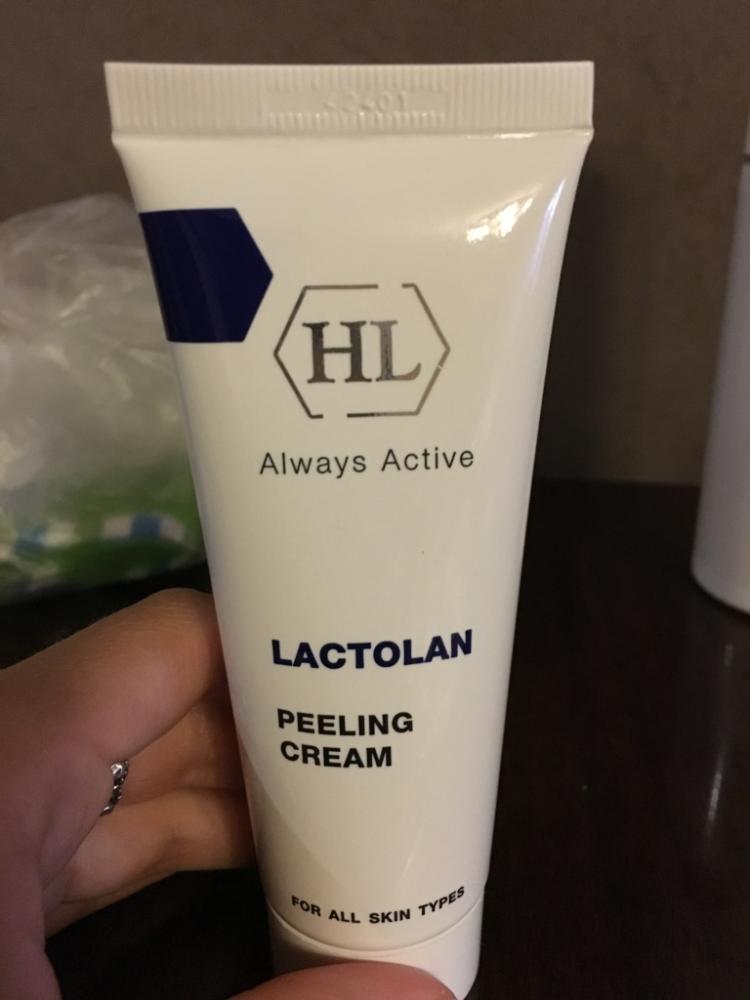 HL
Always Active
LACTOLAN
PEELING
CREAM
FOR ALL SKIN TYPES